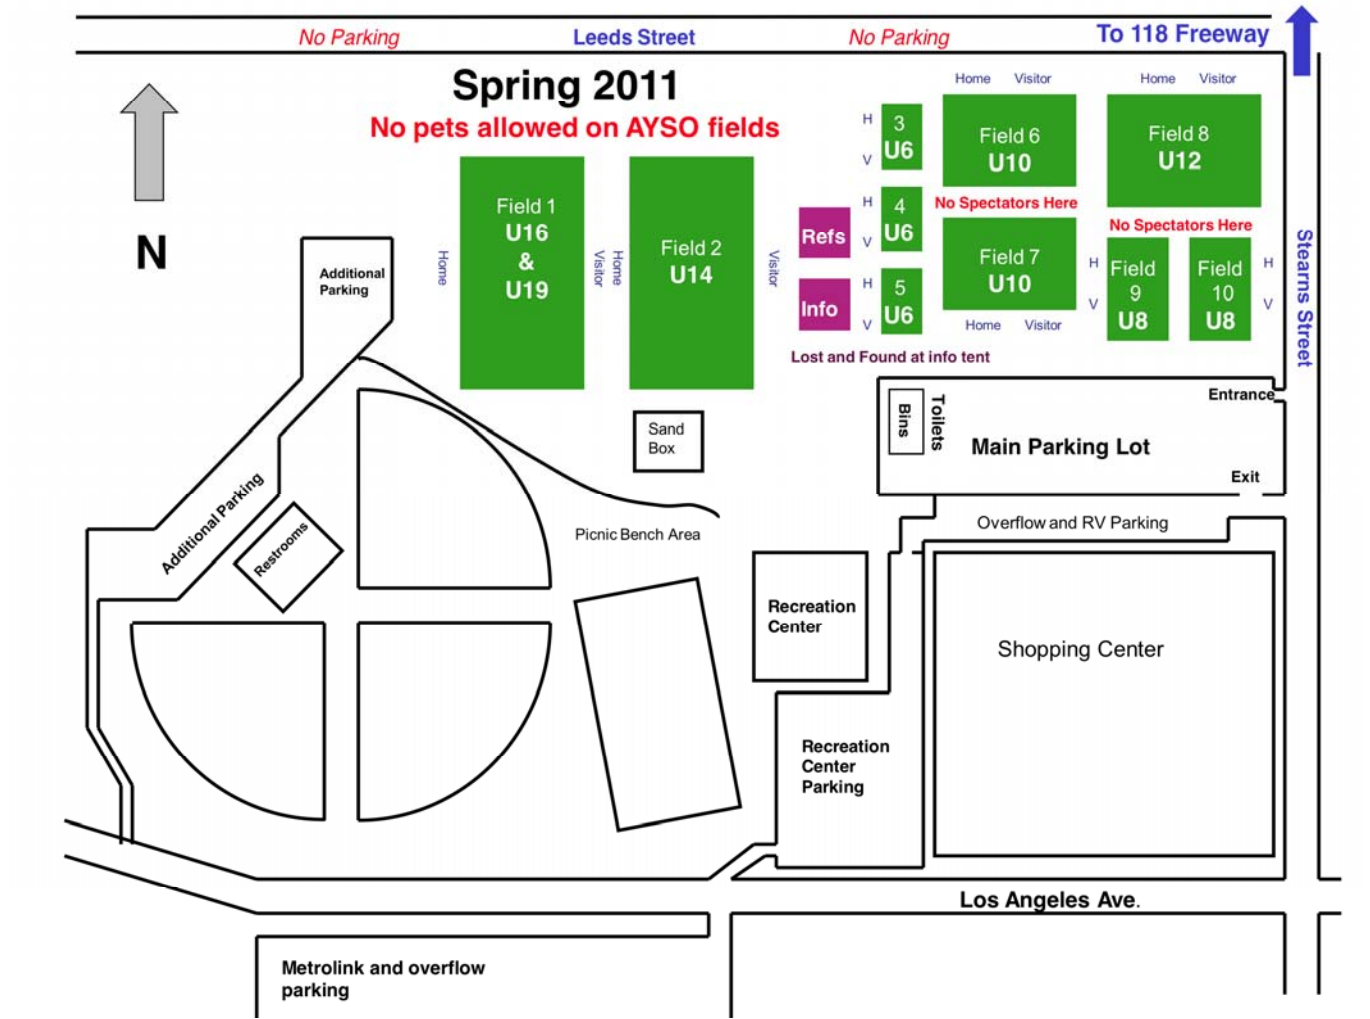 No Parking
Leeds Street
No Parking
To 118 Freeway
Spring 2011
No pets allowed on AYSO fields
N
Home
Visitor
Home
Visitor
H
3
V
U6
Field 6
U10
Field 8
U12
Field 1
U16
&
U19
Home
Visitor
Home
Field 2
U14
Visitor
Refs
H
4
V
U6
No Spectators Here
No Spectators Here
Info
H
5
V
U6
Field 7
U10
Home
Visitor
H
V
Field
9
U8
Field
10
U8
H
V
Stearns Street
Lost and Found at info tent
Additional
Parking
Entrance
Bins
Toilets
Main Parking Lot
Exit
Sand
Box
Additional Parking
Restrooms
Picnic Bench Area
Overflow and RV Parking
Recreation
Center
Shopping Center
Recreation
Center
Parking
Los Angeles Ave.
Metrolink and overflow
parking